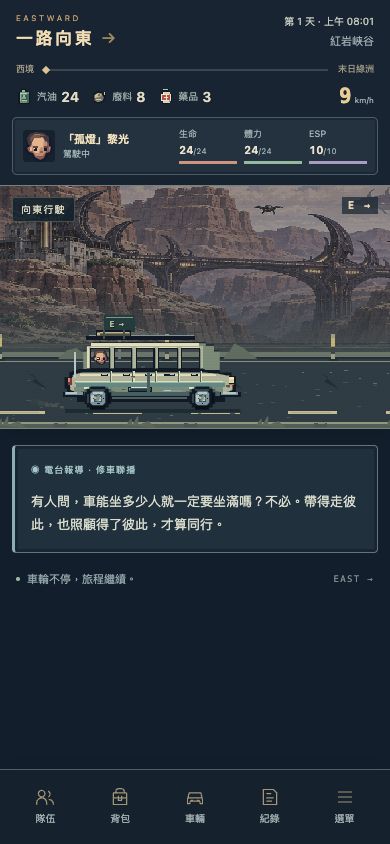 EASTWARD
一路向東 →
第 1 天 · 上午 08:01
紅岩峽谷
西境
末日綠洲
汽油 24
廢料 8
藥品 3
9 km/h
「孤燈」黎光
駕駛中
生命
24/24
體力
24/24
ESP
10/10
向東行駛
E →
E →
電台報導 · 修車聯播
有人問，車能坐多少人就一定要坐滿嗎？不必。帶得走彼
此，也照顧得了彼此，才算同行。
• 車輪不停，旅程繼續。
EAST →
隊伍
背包
車輛
紀錄
選單